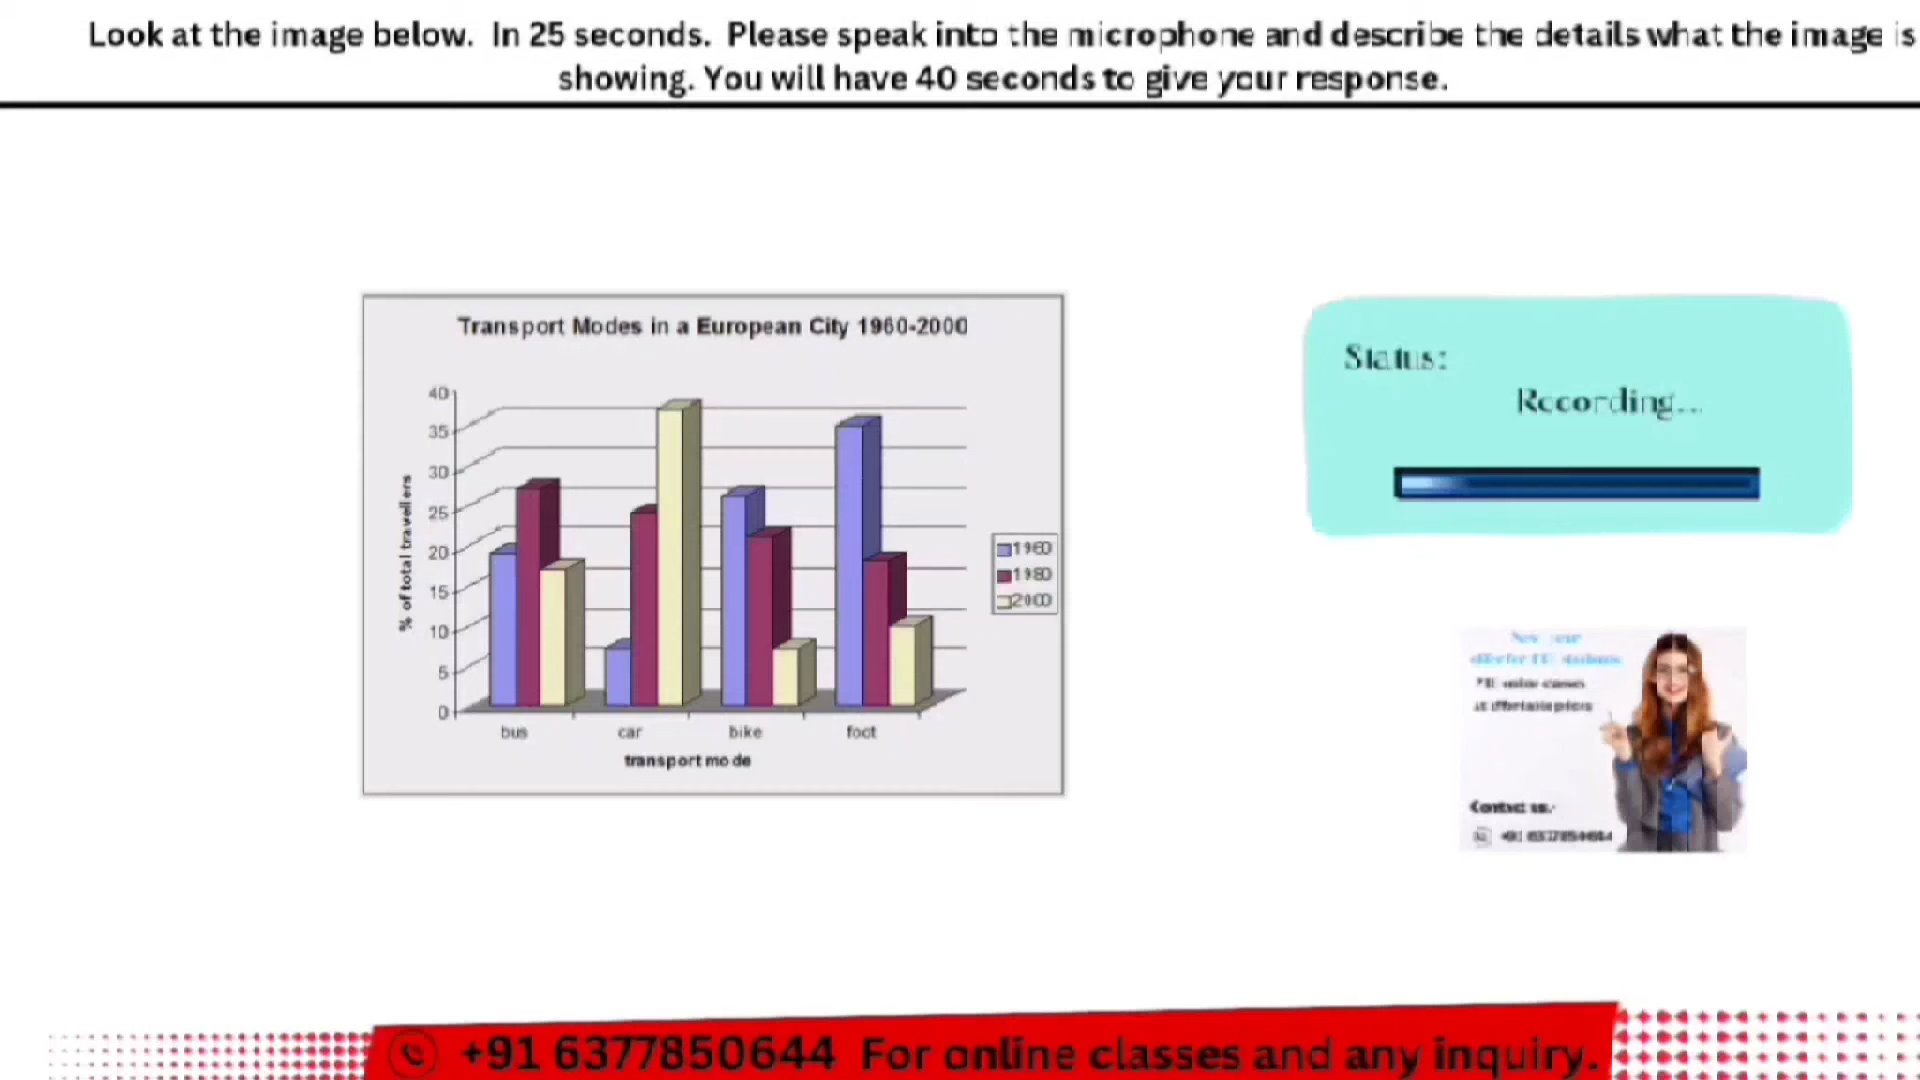 Look at the image below. In 25 seconds. Please speak into the microphone and describe the details what the image is
showing. You will have 40 seconds to give your response.
Transport Modes in a European City 1960-2000
% of total travellers
40
35
30
25
20
15
10
5
0
bus
car
bike
foot
transport mode
1960
1980
2000
Status:
Recording...
Contact us:-
+91 6377850644
+91 6377850644 For online classes and any inquiry.